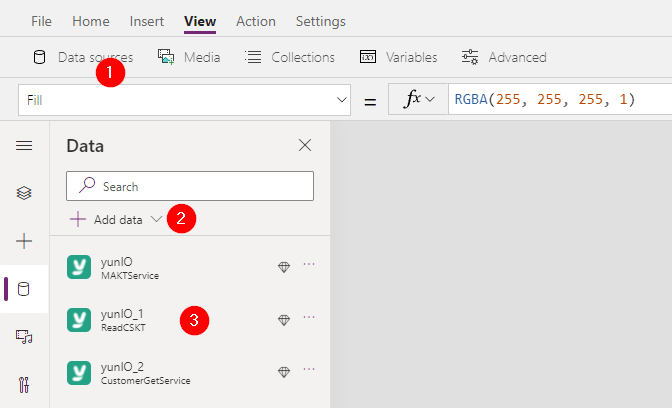 File Home Insert View Action Settings
Data sources Media Collections Variables Advanced
1
Fill = fx RGBA(255, 255, 255, 1)
Data
Search
Add data 2
yunIO
MAKTService
yunIO_1
ReadCSKT
3
yunIO_2
CustomerGetService